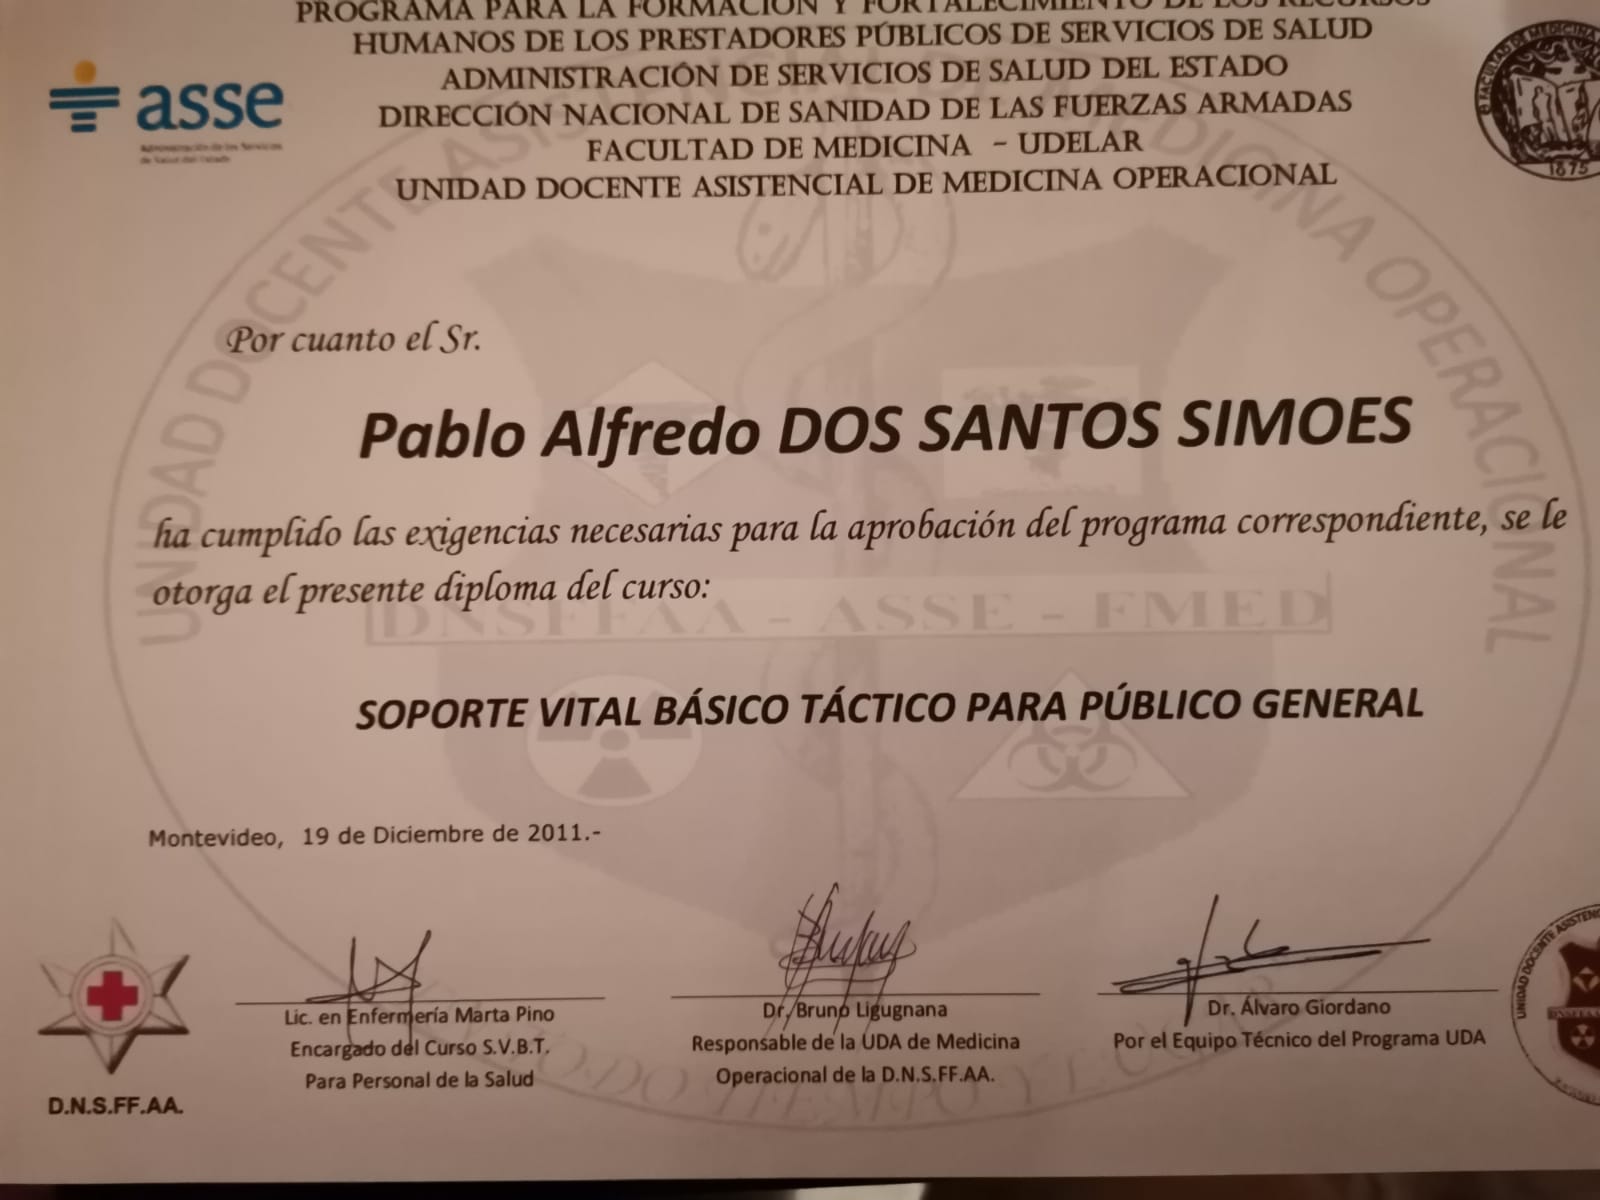 PROGRAMA PARA LA FORMACIÓN Y FORTALECIMIENTO DE LOS RECURSOS
HUMANOS DE LOS PRESTADORES PÚBLICOS DE SERVICIOS DE SALUD
ADMINISTRACIÓN DE SERVICIOS DE SALUD DEL ESTADO
DIRECCIÓN NACIONAL DE SANIDAD DE LAS FUERZAS ARMADAS
FACULTAD DE MEDICINA - UDELAR
UNIDAD DOCENTE ASISTENCIAL DE MEDICINA OPERACIONAL
asse
Administración de los Servicios
de Salud del Estado
FACULTAD DE MEDICINA
1875
UNIDAD DOCENTE ASISTENCIAL DE MEDICINA OPERACIONAL
Por cuanto el Sr.
Pablo Alfredo DOS SANTOS SIMOES
ha cumplido las exigencias necesarias para la aprobación del programa correspondiente, se le
otorga el presente diploma del curso:
DNSFFAA - ASSE - FMED
SOPORTE VITAL BÁSICO TÁCTICO PARA PÚBLICO GENERAL
Montevideo, 19 de Diciembre de 2011.-
Lic. en Enfermería Marta Pino
Encargado del Curso S.V.B.T.
Para Personal de la Salud
Dr. Bruno Ligugnana
Responsable de la UDA de Medicina
Operacional de la D.N.S.FF.AA.
Dr. Álvaro Giordano
Por el Equipo Técnico del Programa UDA
D.N.S.FF.AA.
UNIDAD DOCENTE ASISTEN
DNSFFAA